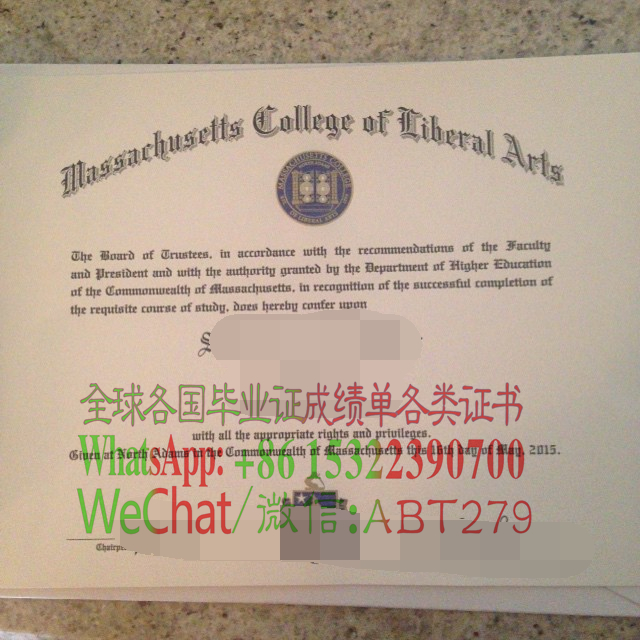 Massachusetts College of Liberal Arts
The Board of Trustees, in accordance with the recommendations of the Faculty
and President and with the authority granted by the Department of Higher Education
of the Commonwealth of Massachusetts, in recognition of the successful completion of
the requisite course of study, does hereby confer upon
全球各国毕业证成绩单各类证书
with all the appropriate rights and privileges.
Given at North Adams in the Commonwealth of Massachusetts this 16th day of May, 2015.
WhatsApp: +86 15322390700
WeChat/微信:ABT279